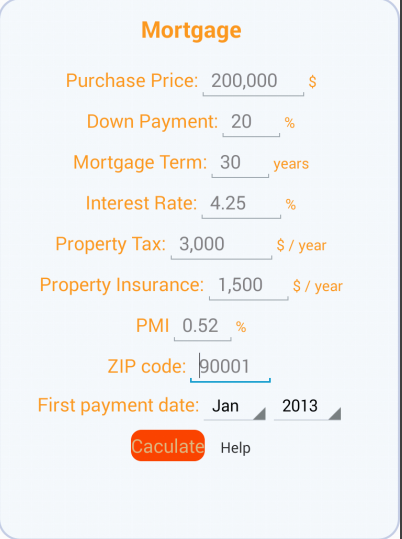 Mortgage
Purchase Price: 200,000 $
Down Payment: 20 %
Mortgage Term: 30 years
Interest Rate: 4.25 %
Property Tax: 3,000 $ / year
Property Insurance: 1,500 $ / year
PMI 0.52 %
ZIP code: 90001
First payment date: Jan 2013
Caculate Help